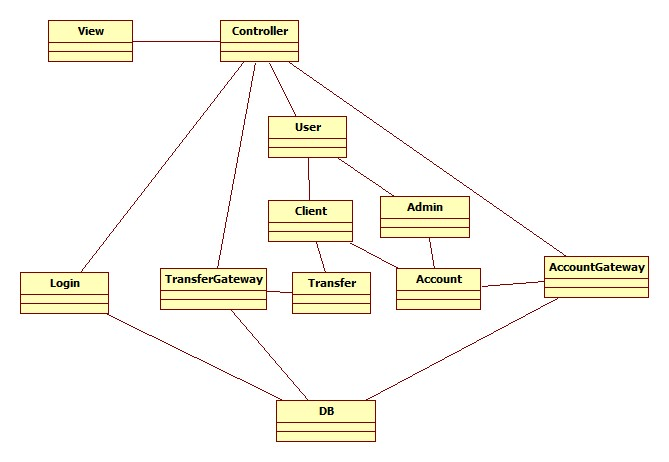 View
Controller
User
Client
Admin
Login
TransferGateway
Transfer
Account
AccountGateway
DB